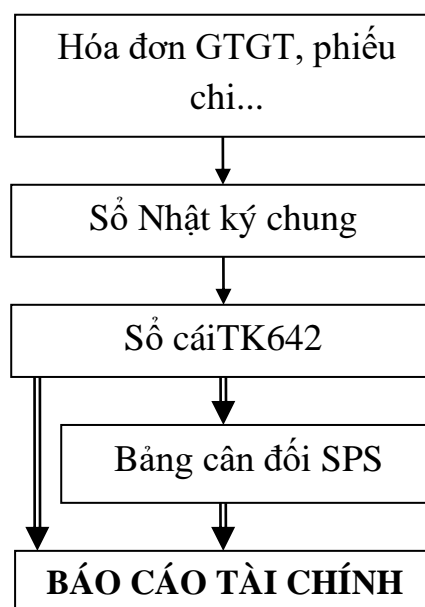 Hóa đơn GTGT, phiếu
chi...
Sổ Nhật ký chung
Sổ cáiTK642
Bảng cân đối SPS
BÁO CÁO TÀI CHÍNH